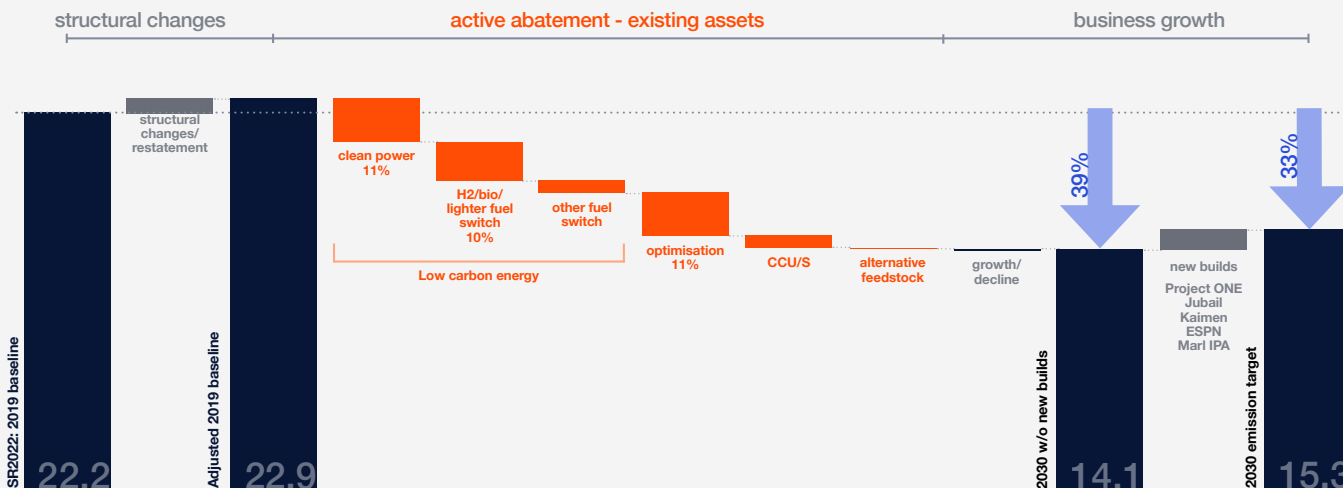 structural changes
active abatement - existing assets
business growth
structural
changes/
restatement
clean power
11%
H2/bio/
lighter fuel
switch
10%
other fuel
switch
Low carbon energy
optimisation
11%
CCU/S
alternative
feedstock
growth/
decline
39%
new builds
Project ONE
Jubail
Kaimen
ESPN
Marl IPA
33%
SR2022: 2019 baseline
22.2
Adjusted 2019 baseline
22.9
2030 w/o new builds
14.1
2030 emission target
15.3